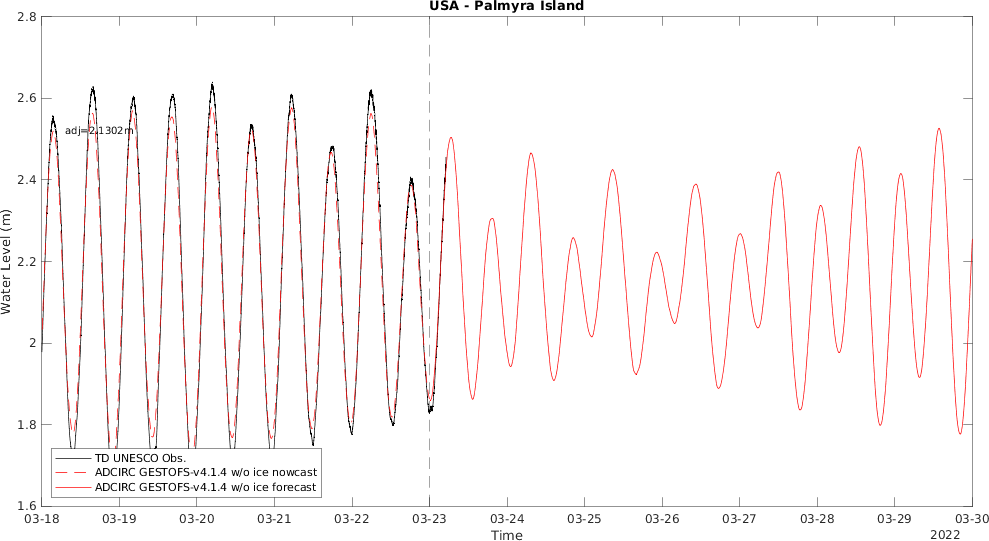 USA - Palmyra Island
2.8
2.6
2.4
2.2
2
1.8
1.6
Water Level (m)
adj=2.1302m
TD UNESCO Obs.
ADCIRC GESTOFS-v4.1.4 w/o ice nowcast
ADCIRC GESTOFS-v4.1.4 w/o ice forecast
03-18 03-19 03-20 03-21 03-22 03-23 03-24 03-25 03-26 03-27 03-28 03-29 03-30
Time
2022